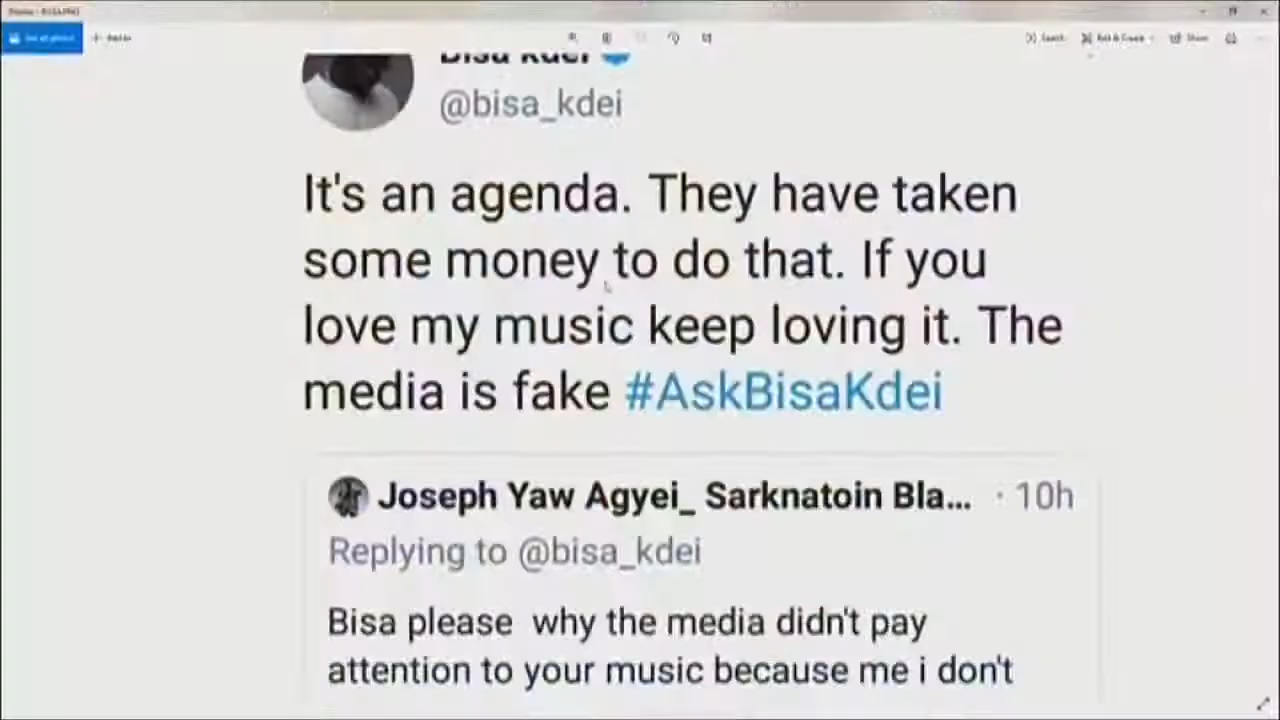 Bisa Kdei
@bisa_kdei
It's an agenda. They have taken
some money to do that. If you
love my music keep loving it. The
media is fake #AskBisaKdei
Joseph Yaw Agyei_ Sarknatoin Bla... · 10h
Replying to @bisa_kdei
Bisa please why the media didn't pay
attention to your music because me i don't